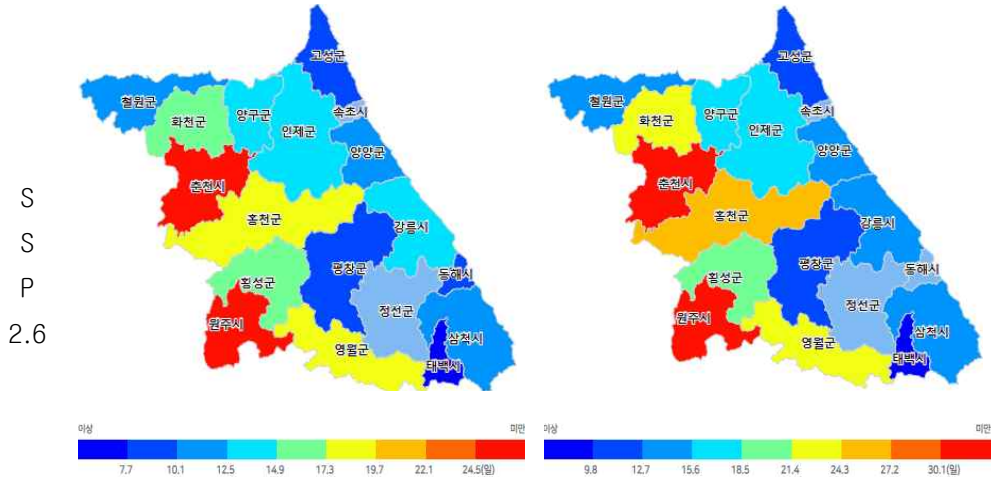 S
S
P
2.6
고성군
속초시
철원군
화천군
양구군
인제군
양양군
춘천시
홍천군
강릉시
횡성군
평창군
동해시
정선군
원주시
영월군
삼척시
태백시
이상
미만
7.7 10.1 12.5 14.9 17.3 19.7 22.1 24.5(일)
고성군
속초시
철원군
화천군
양구군
인제군
양양군
춘천시
홍천군
강릉시
횡성군
평창군
동해시
정선군
원주시
영월군
삼척시
태백시
이상
미만
9.8 12.7 15.6 18.5 21.4 24.3 27.2 30.1(일)